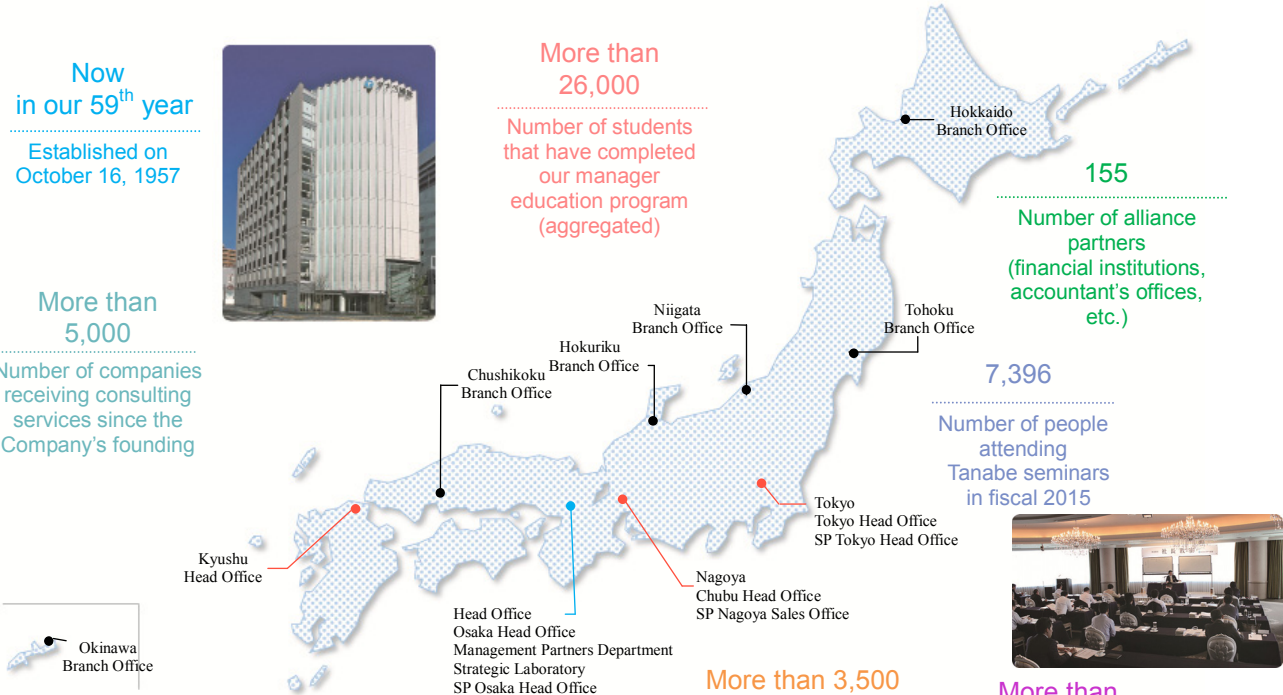 Now
in our 59th year
Established on
October 16, 1957
More than
26,000
Number of students
that have completed
our manager
education program
(aggregated)
Hokkaido
Branch Office
155
Number of alliance
partners
(financial institutions,
accountant's offices,
etc.)
More than
5,000
Number of companies
receiving consulting
services since the
Company's founding
Niigata
Branch Office
Tohoku
Branch Office
Hokuriku
Branch Office
Chushikoku
Branch Office
7,396
Number of people
attending
Tanabe seminars
in fiscal 2015
Tokyo
Tokyo Head Office
SP Tokyo Head Office
Kyushu
Head Office
Nagoya
Chubu Head Office
SP Nagoya Sales Office
Head Office
Osaka Head Office
Management Partners Department
Strategic Laboratory
SP Osaka Head Office
Okinawa
Branch Office
More than 3,500
More than